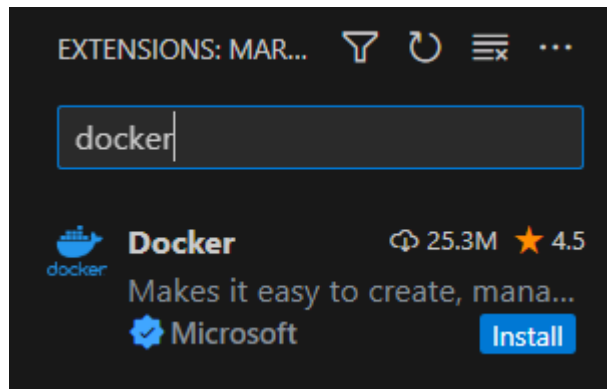 EXTENSIONS: MAR...
docker
Docker 25.3M 4.5
docker
Makes it easy to create, mana...
Microsoft Install